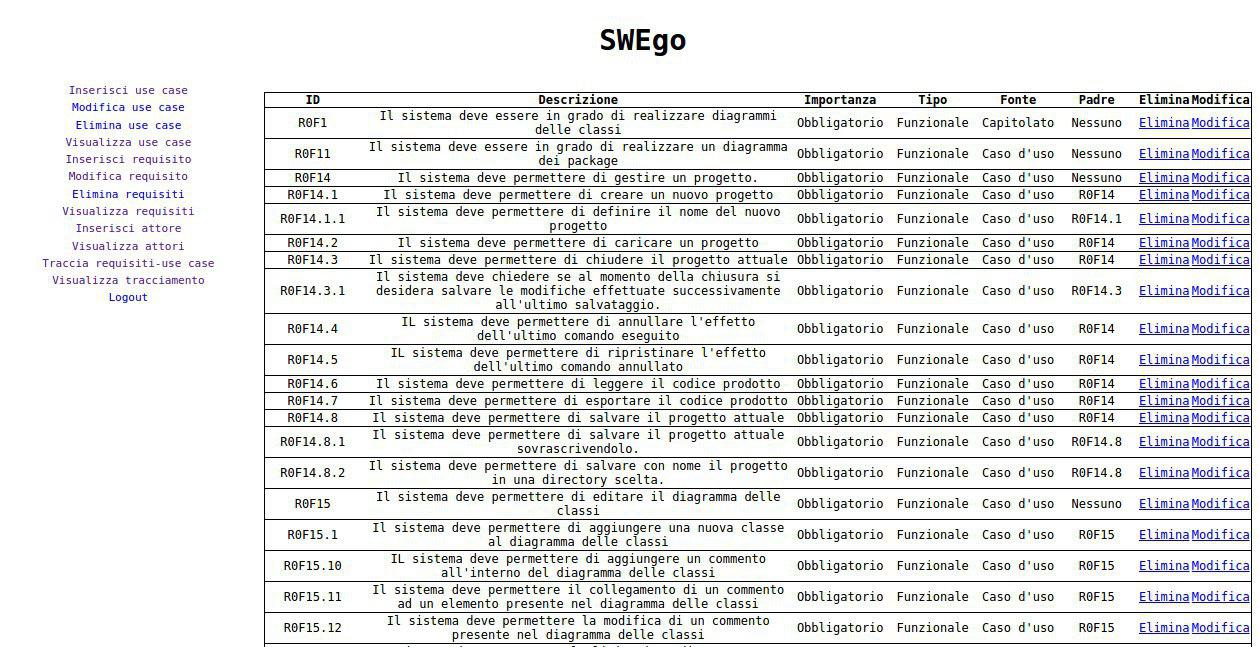 SWEgo
Inserisci use case
Modifica use case
Elimina use case
Visualizza use case
Inserisci requisito
Modifica requisito
Elimina requisiti
Visualizza requisiti
Inserisci attore
Visualizza attori
Traccia requisiti-use case
Visualizza tracciamento
Logout
ID Descrizione Importanza Tipo Fonte Padre Elimina Modifica
R0F1 Il sistema deve essere in grado di realizzare diagrammi Obbligatorio Funzionale Capitolato Nessuno Elimina Modifica
delle classi
R0F11 Il sistema deve essere in grado di realizzare un diagramma Obbligatorio Funzionale Caso d'uso Nessuno Elimina Modifica
dei package
R0F14 Il sistema deve permettere di gestire un progetto. Obbligatorio Funzionale Caso d'uso Nessuno Elimina Modifica
R0F14.1 Il sistema deve permettere di creare un nuovo progetto Obbligatorio Funzionale Caso d'uso R0F14 Elimina Modifica
R0F14.1.1 Il sistema deve permettere di definire il nome del nuovo Obbligatorio Funzionale Caso d'uso R0F14.1 Elimina Modifica
progetto
R0F14.2 Il sistema deve permettere di caricare un progetto Obbligatorio Funzionale Caso d'uso R0F14 Elimina Modifica
R0F14.3 Il sistema deve permettere di chiudere il progetto attuale Obbligatorio Funzionale Caso d'uso R0F14 Elimina Modifica
R0F14.3.1 Il sistema deve chiedere se al momento della chiusura si Obbligatorio Funzionale Caso d'uso R0F14.3 Elimina Modifica
desidera salvare le modifiche effettuate successivamente
all'ultimo salvataggio.
R0F14.4 IL sistema deve permettere di annullare l'effetto Obbligatorio Funzionale Caso d'uso R0F14 Elimina Modifica
dell'ultimo comando eseguito
R0F14.5 IL sistema deve permettere di ripristinare l'effetto Obbligatorio Funzionale Caso d'uso R0F14 Elimina Modifica
dell'ultimo comando annullato
R0F14.6 Il sistema deve permettere di leggere il codice prodotto Obbligatorio Funzionale Caso d'uso R0F14 Elimina Modifica
R0F14.7 Il sistema deve permettere di esportare il codice prodotto Obbligatorio Funzionale Caso d'uso R0F14 Elimina Modifica
R0F14.8 Il sistema deve permettere di salvare il progetto attuale Obbligatorio Funzionale Caso d'uso R0F14 Elimina Modifica
R0F14.8.1 Il sistema deve permettere di salvare il progetto attuale Obbligatorio Funzionale Caso d'uso R0F14.8 Elimina Modifica
sovrascrivendolo.
R0F14.8.2 Il sistema deve permettere di salvare con nome il progetto Obbligatorio Funzionale Caso d'uso R0F14.8 Elimina Modifica
in una directory scelta.
R0F15 Il sistema deve permettere di editare il diagramma delle Obbligatorio Funzionale Caso d'uso Nessuno Elimina Modifica
classi
R0F15.1 Il sistema deve permettere di aggiungere una nuova classe Obbligatorio Funzionale Caso d'uso R0F15 Elimina Modifica
al diagramma delle classi
R0F15.10 IL sistema deve permettere di aggiungere un commento Obbligatorio Funzionale Caso d'uso R0F15 Elimina Modifica
all'interno del diagramma delle classi
R0F15.11 Il sistema deve permettere il collegamento di un commento Obbligatorio Funzionale Caso d'uso R0F15 Elimina Modifica
ad un elemento presente nel diagramma delle classi
R0F15.12 Il sistema deve permettere la modifica di un commento Obbligatorio Funzionale Caso d'uso R0F15 Elimina Modifica
presente nel diagramma delle classi